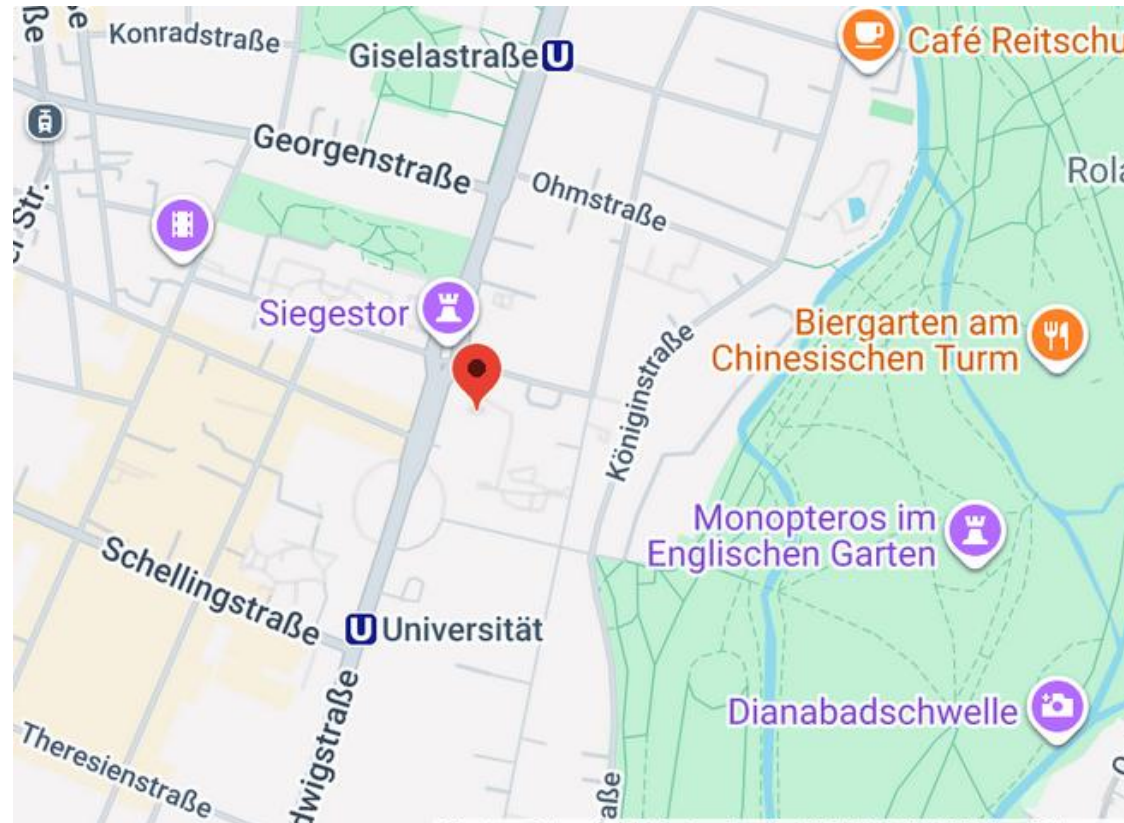 Konradstraße
Giselastraße
U
Café Reitschu
Georgenstraße
Ohmstraße
Rola
Str.
Siegestor
Biergarten am
Chinesischen Turm
Königinstraße
Monopteros im
Englischen Garten
Schellingstraße
U
Universität
Dianabadschwelle
Theresienstraße
dwigstraße
aße